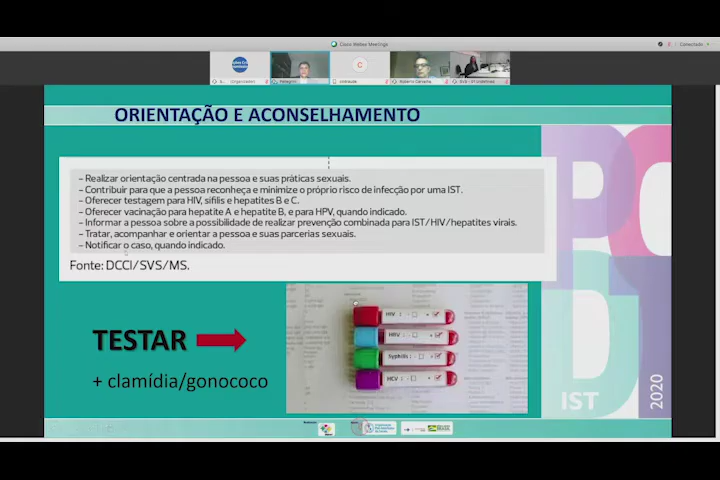 Cisco Webex Meetings
Conectado
ORIENTAÇÃO E ACONSELHAMENTO
– Realizar orientação centrada na pessoa e suas práticas sexuais.
– Contribuir para que a pessoa reconheça e minimize o próprio risco de infecção por uma IST.
– Oferecer testagem para HIV, sífilis e hepatites B e C.
– Oferecer vacinação para hepatite A e hepatite B, e para HPV, quando indicado.
– Informar a pessoa sobre a possibilidade de realizar prevenção combinada para IST/HIV/hepatites virais.
– Tratar, acompanhar e orientar a pessoa e suas parcerias sexuais.
– Notificar o caso, quando indicado.
Fonte: DCCI/SVS/MS.
TESTAR
+ clamídia/gonococo
HIV
HBV
Syphilis
HCV
PCDT
IST
2020